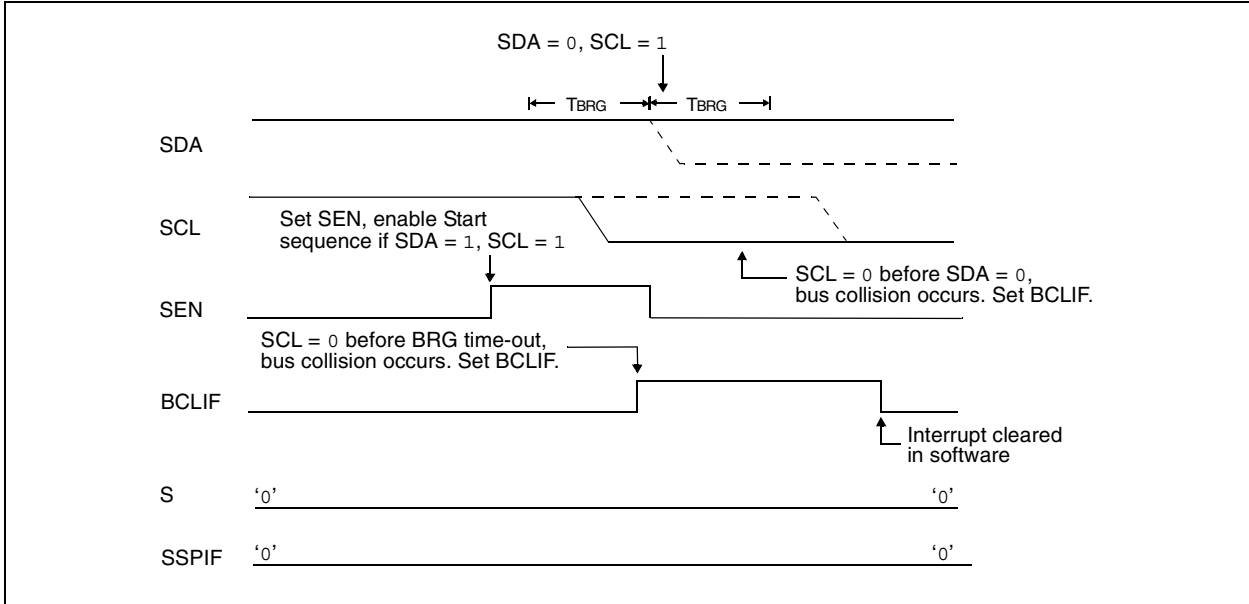 SDA = 0, SCL = 1
TBRG TBRG
SDA
SCL
Set SEN, enable Start
sequence if SDA = 1, SCL = 1
SCL = 0 before SDA = 0,
bus collision occurs. Set BCLIF.
SEN
SCL = 0 before BRG time-out,
bus collision occurs. Set BCLIF.
BCLIF
Interrupt cleared
in software
S
‘0’ ‘0’
SSPIF
‘0’ ‘0’